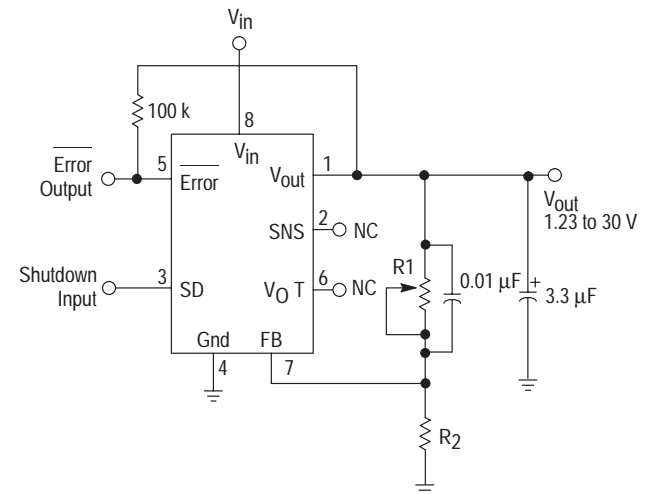 Vin
100 k
8
Vin
Error
Output
5
Error
Vout
1
Vout
1.23 to 30 V
SNS
2
NC
Shutdown
Input
3
SD
VO T
6
NC
R1
0.01 µF
+
3.3 µF
Gnd
FB
4
7
R2